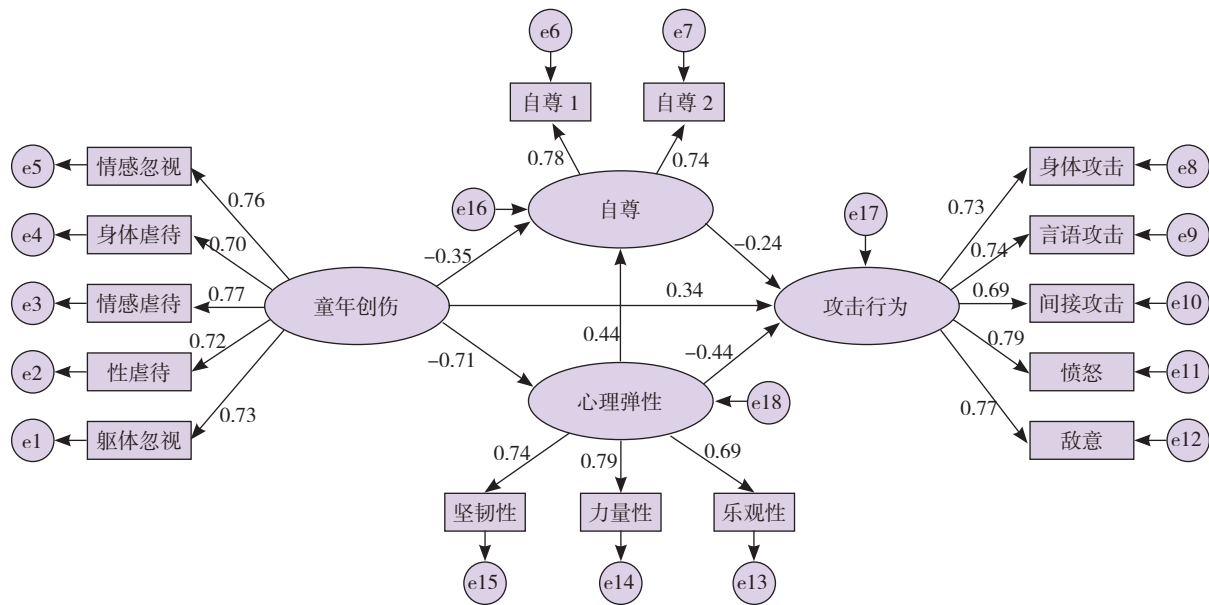 e6
e7
自尊 1
自尊 2
0.78
0.74
e5
情感忽视
0.76
e4
身体虐待
0.70
e3
情感虐待
0.77
e2
性虐待
0.72
e1
躯体忽视
0.73
童年创伤
-0.35
0.34
-0.71
e16
自尊
0.44
-0.24
-0.44
心理弹性
e18
0.74
0.79
0.69
坚韧性
力量性
乐观性
e15
e14
e13
e17
攻击行为
0.73
身体攻击
e8
0.74
言语攻击
e9
0.69
间接攻击
e10
0.79
愤怒
e11
0.77
敌意
e12